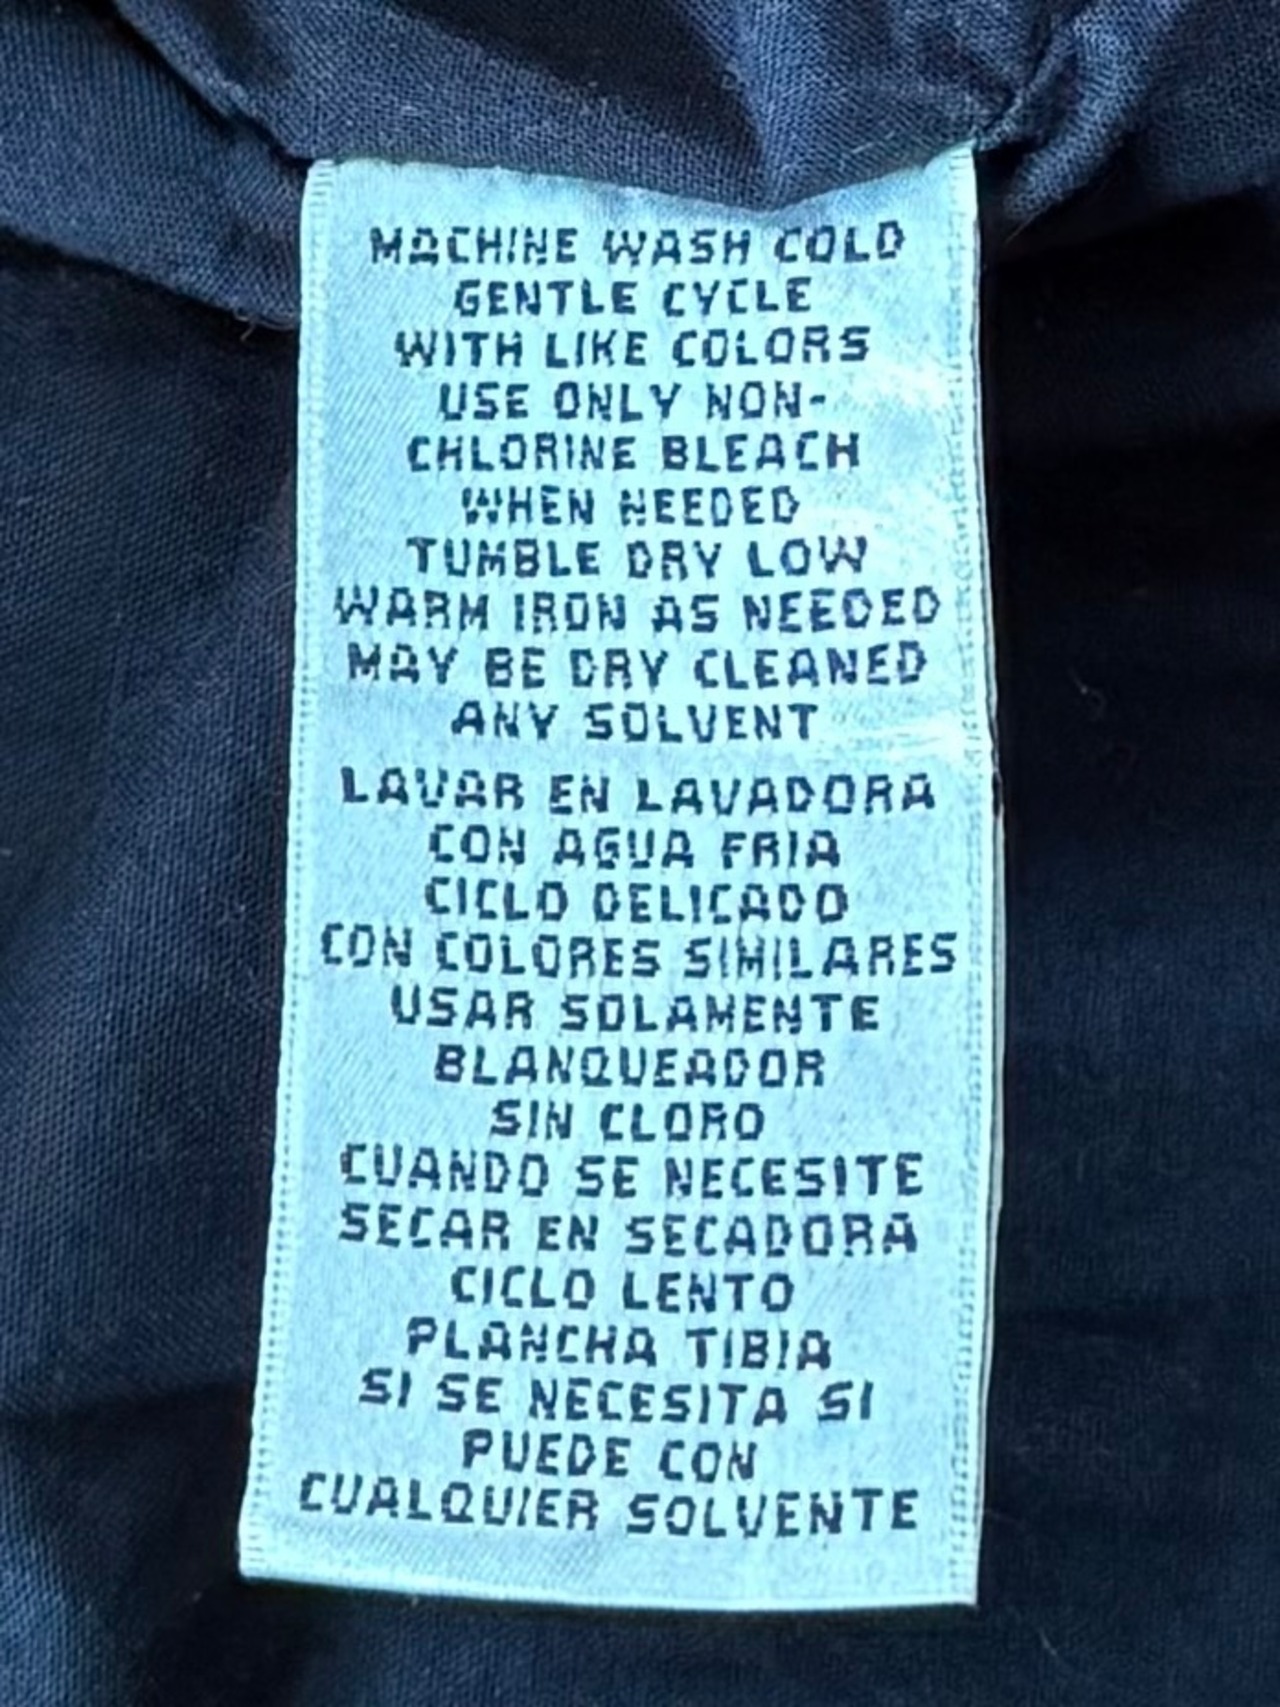 MACHINE WASH COLD
GENTLE CYCLE
WITH LIKE COLORS
USE ONLY NON-
CHLORINE BLEACH
WHEN NEEDED
TUMBLE DRY LOW
WARM IRON AS NEEDED
MAY BE DRY CLEANED
ANY SOLVENT
LAVAR EN LAVADORA
CON AGUA FRIA
CICLO DELICADO
CON COLORES SIMILARES
USAR SOLAMENTE
BLANQUEADOR
SIN CLORO
CUANDO SE NECESITE
SECAR EN SECADORA
CICLO LENTO
PLANCHA TIBIA
SI SE NECESITA SI
PUEDE CON
CUALQUIER SOLVENTE